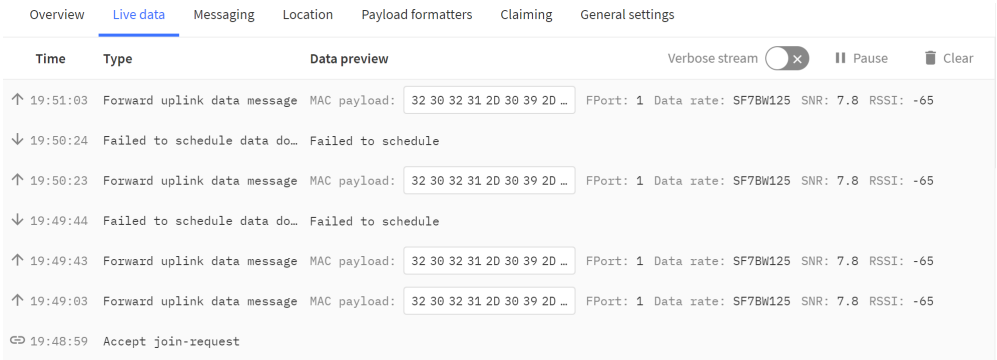 Overview Live data Messaging Location Payload formatters Claiming General settings
Time Type Data preview Verbose stream Pause Clear
19:51:03 Forward uplink data message MAC payload: 32 30 32 31 2D 30 39 2D … FPort: 1 Data rate: SF7BW125 SNR: 7.8 RSSI: -65
19:50:24 Failed to schedule data do… Failed to schedule
19:50:23 Forward uplink data message MAC payload: 32 30 32 31 2D 30 39 2D … FPort: 1 Data rate: SF7BW125 SNR: 7.8 RSSI: -65
19:49:44 Failed to schedule data do… Failed to schedule
19:49:43 Forward uplink data message MAC payload: 32 30 32 31 2D 30 39 2D … FPort: 1 Data rate: SF7BW125 SNR: 7.8 RSSI: -65
19:49:03 Forward uplink data message MAC payload: 32 30 32 31 2D 30 39 2D … FPort: 1 Data rate: SF7BW125 SNR: 7.8 RSSI: -65
19:48:59 Accept join-request